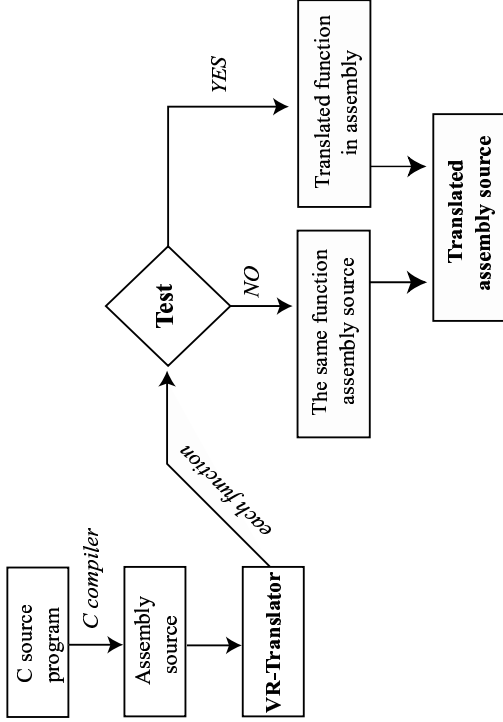 C source
program
C compiler
Assembly
source
VR-Translator
each function
Test
YES
NO
Translated function
in assembly
The same function
assembly source
Translated
assembly source